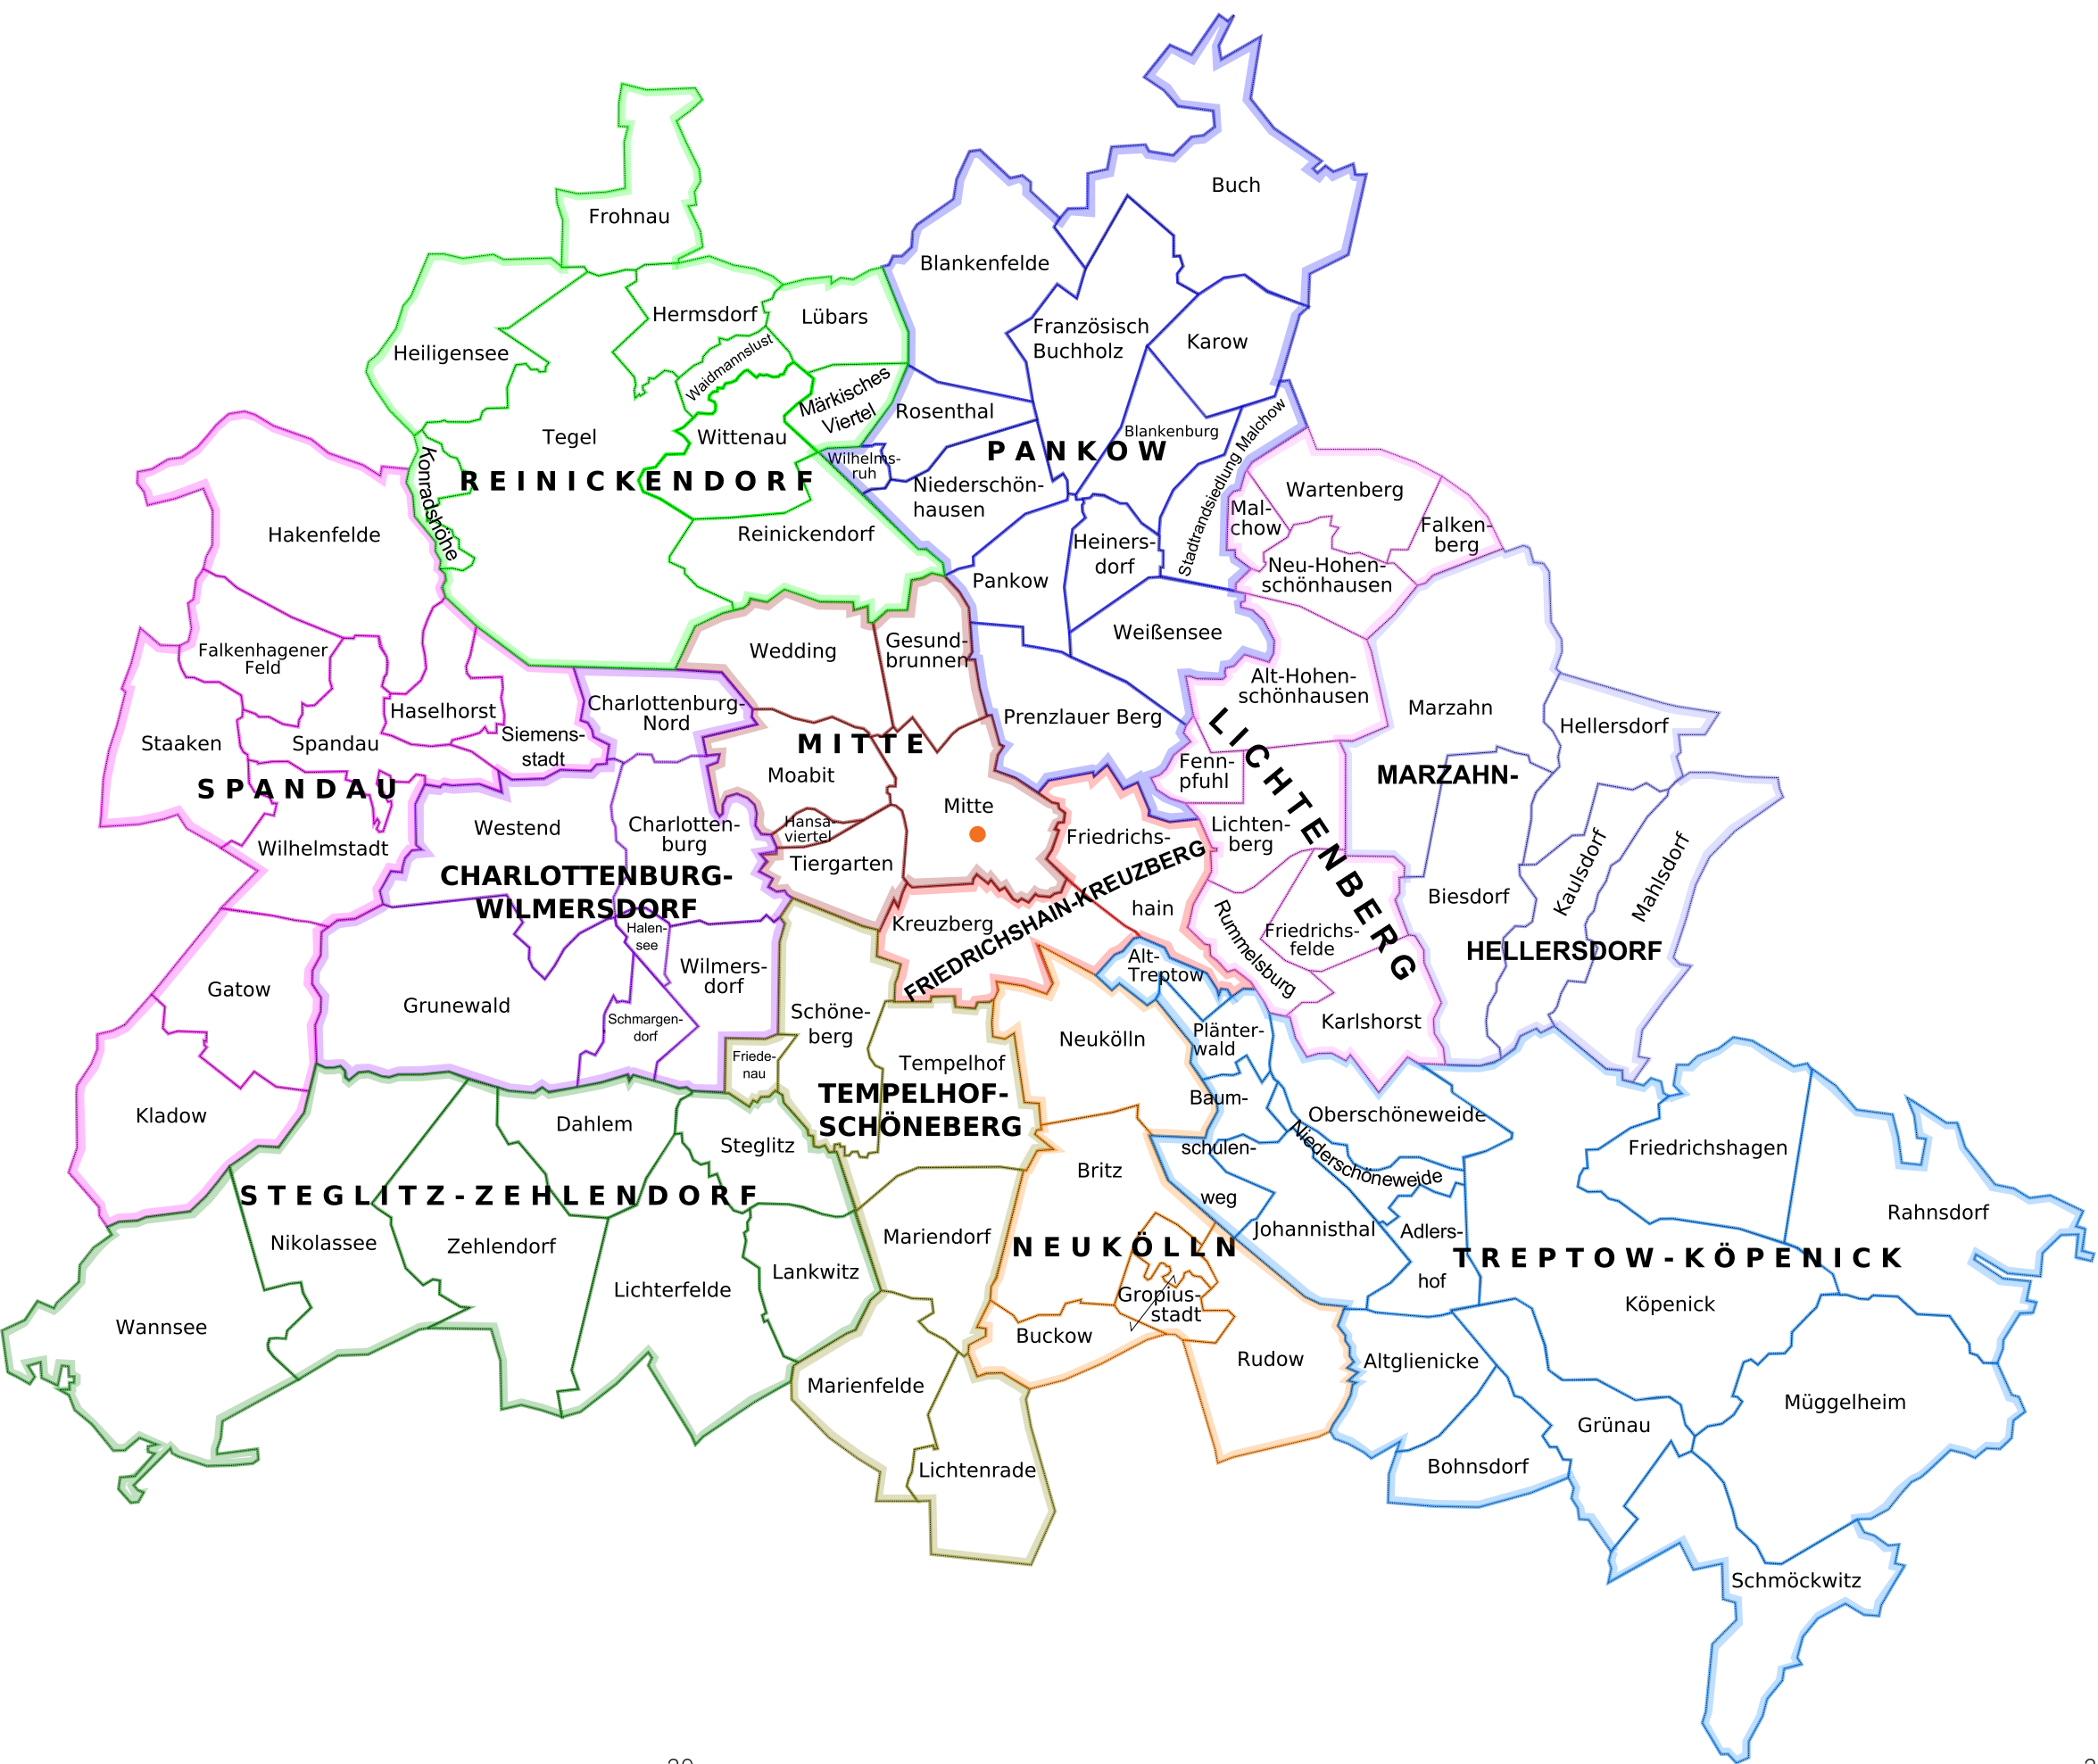 Buch
Frohnau
Blankenfelde
Hermsdorf
Lübars
Französisch
Buchholz
Karow
Heiligensee
Waidmannslust
Märkisches
Viertel
Rosenthal
Blankenburg
Stadtrandsiedlung Malchow
Tegel
Wittenau
PANKOW
Wilhelms-
ruh
REINICKENDORF
Konradshöhe
Niederschön-
hausen
Wartenberg
Mal-
chow
Falken-
berg
Hakenfelde
Reinickendorf
Heiners-
dorf
Pankow
Neu-Hohen-
schönhausen
Weißensee
Wedding
Gesund-
brunnen
Falkenhagener
Feld
Alt-Hohen-
schönhausen
Charlottenburg-
Nord
Haselhorst
Prenzlauer Berg
Marzahn
Hellersdorf
Staaken
Spandau
Siemens-
stadt
MITTE
LICHTENBERG
Moabit
Fenn-
pfuhl
MARZAHN-
SPANDAU
Mitte
Westend
Charlotten-
burg
Hansa-
viertel
Friedrichs-
Lichten-
berg
Wilhelmstadt
Tiergarten
Kaulsdorf
Mahlsdorf
CHARLOTTENBURG-
WILMERSDORF
FRIEDRICHSHAIN-KREUZBERG
Biesdorf
hain
Kreuzberg
Halen-
see
Rummelsburg
Friedrichs-
felde
HELLERSDORF
Alt-
Treptow
Wilmers-
dorf
Gatow
Grunewald
Schmargen-
dorf
Schöne-
berg
Karlshorst
Neukölln
Plänter-
wald
Friede-
nau
Tempelhof
TEMPELHOF-
SCHÖNEBERG
Baum-
schulen-
weg
Kladow
Dahlem
Steglitz
Oberschöneweide
Niederschöneweide
Friedrichshagen
Britz
STEGLITZ-ZEHLENDORF
Rahnsdorf
Nikolassee
Zehlendorf
Mariendorf
NEUKÖLLN
Johannisthal
Adlers-
hof
TREPTOW-KÖPENICK
Lankwitz
Lichterfelde
Gropius-
stadt
Köpenick
Wannsee
Buckow
Rudow
Altglienicke
Marienfelde
Müggelheim
Grünau
Lichtenrade
Bohnsdorf
Schmöckwitz